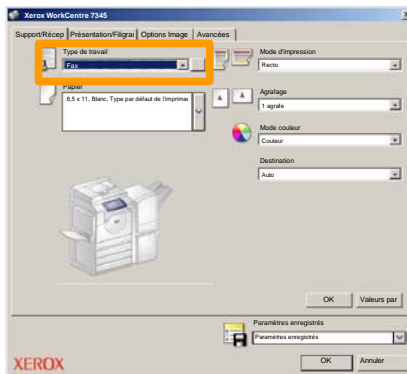 Xerox WorkCentre 7345
Support/Récep Présentation/Filigran Options Image Avancées
Type de travail
Fax
Papier
8,5 x 11, Blanc, Type par défaut de l'imprimar
Mode d'impression
Recto
Agrafage
1 agrafe
Mode couleur
Couleur
Destination
Auto
OK Valeurs par
Paramètres enregistrés
Paramètres enregistrés
XEROX
OK Annuler